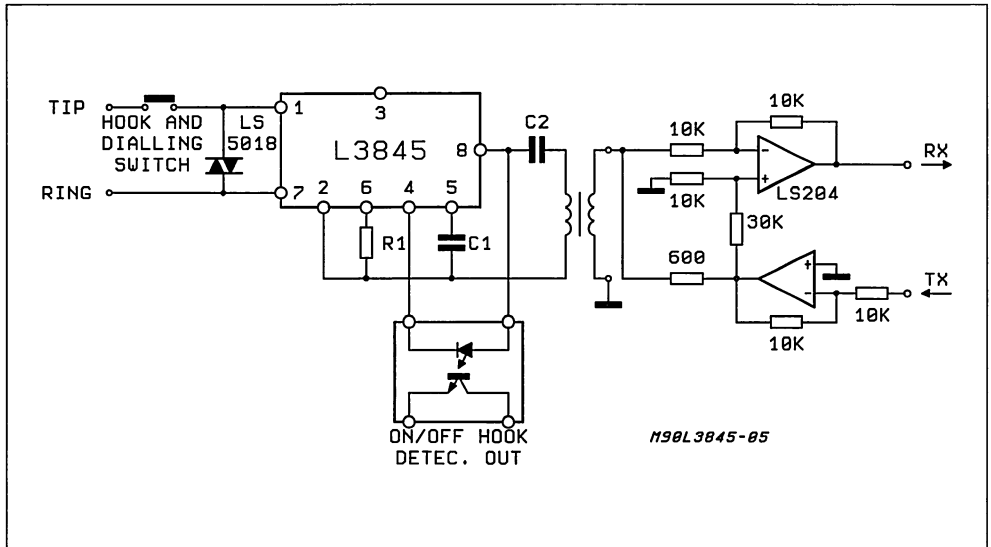 TIP
HOOK AND
DIALLING
SWITCH
RING
LS
5018
1
3
L3845
8
7
2
6
4
5
R1
C1
C2
10K
10K
10K
LS204
RX
30K
600
10K
10K
TX
ON/OFF HOOK
DETEC. OUT
M90L3845-05